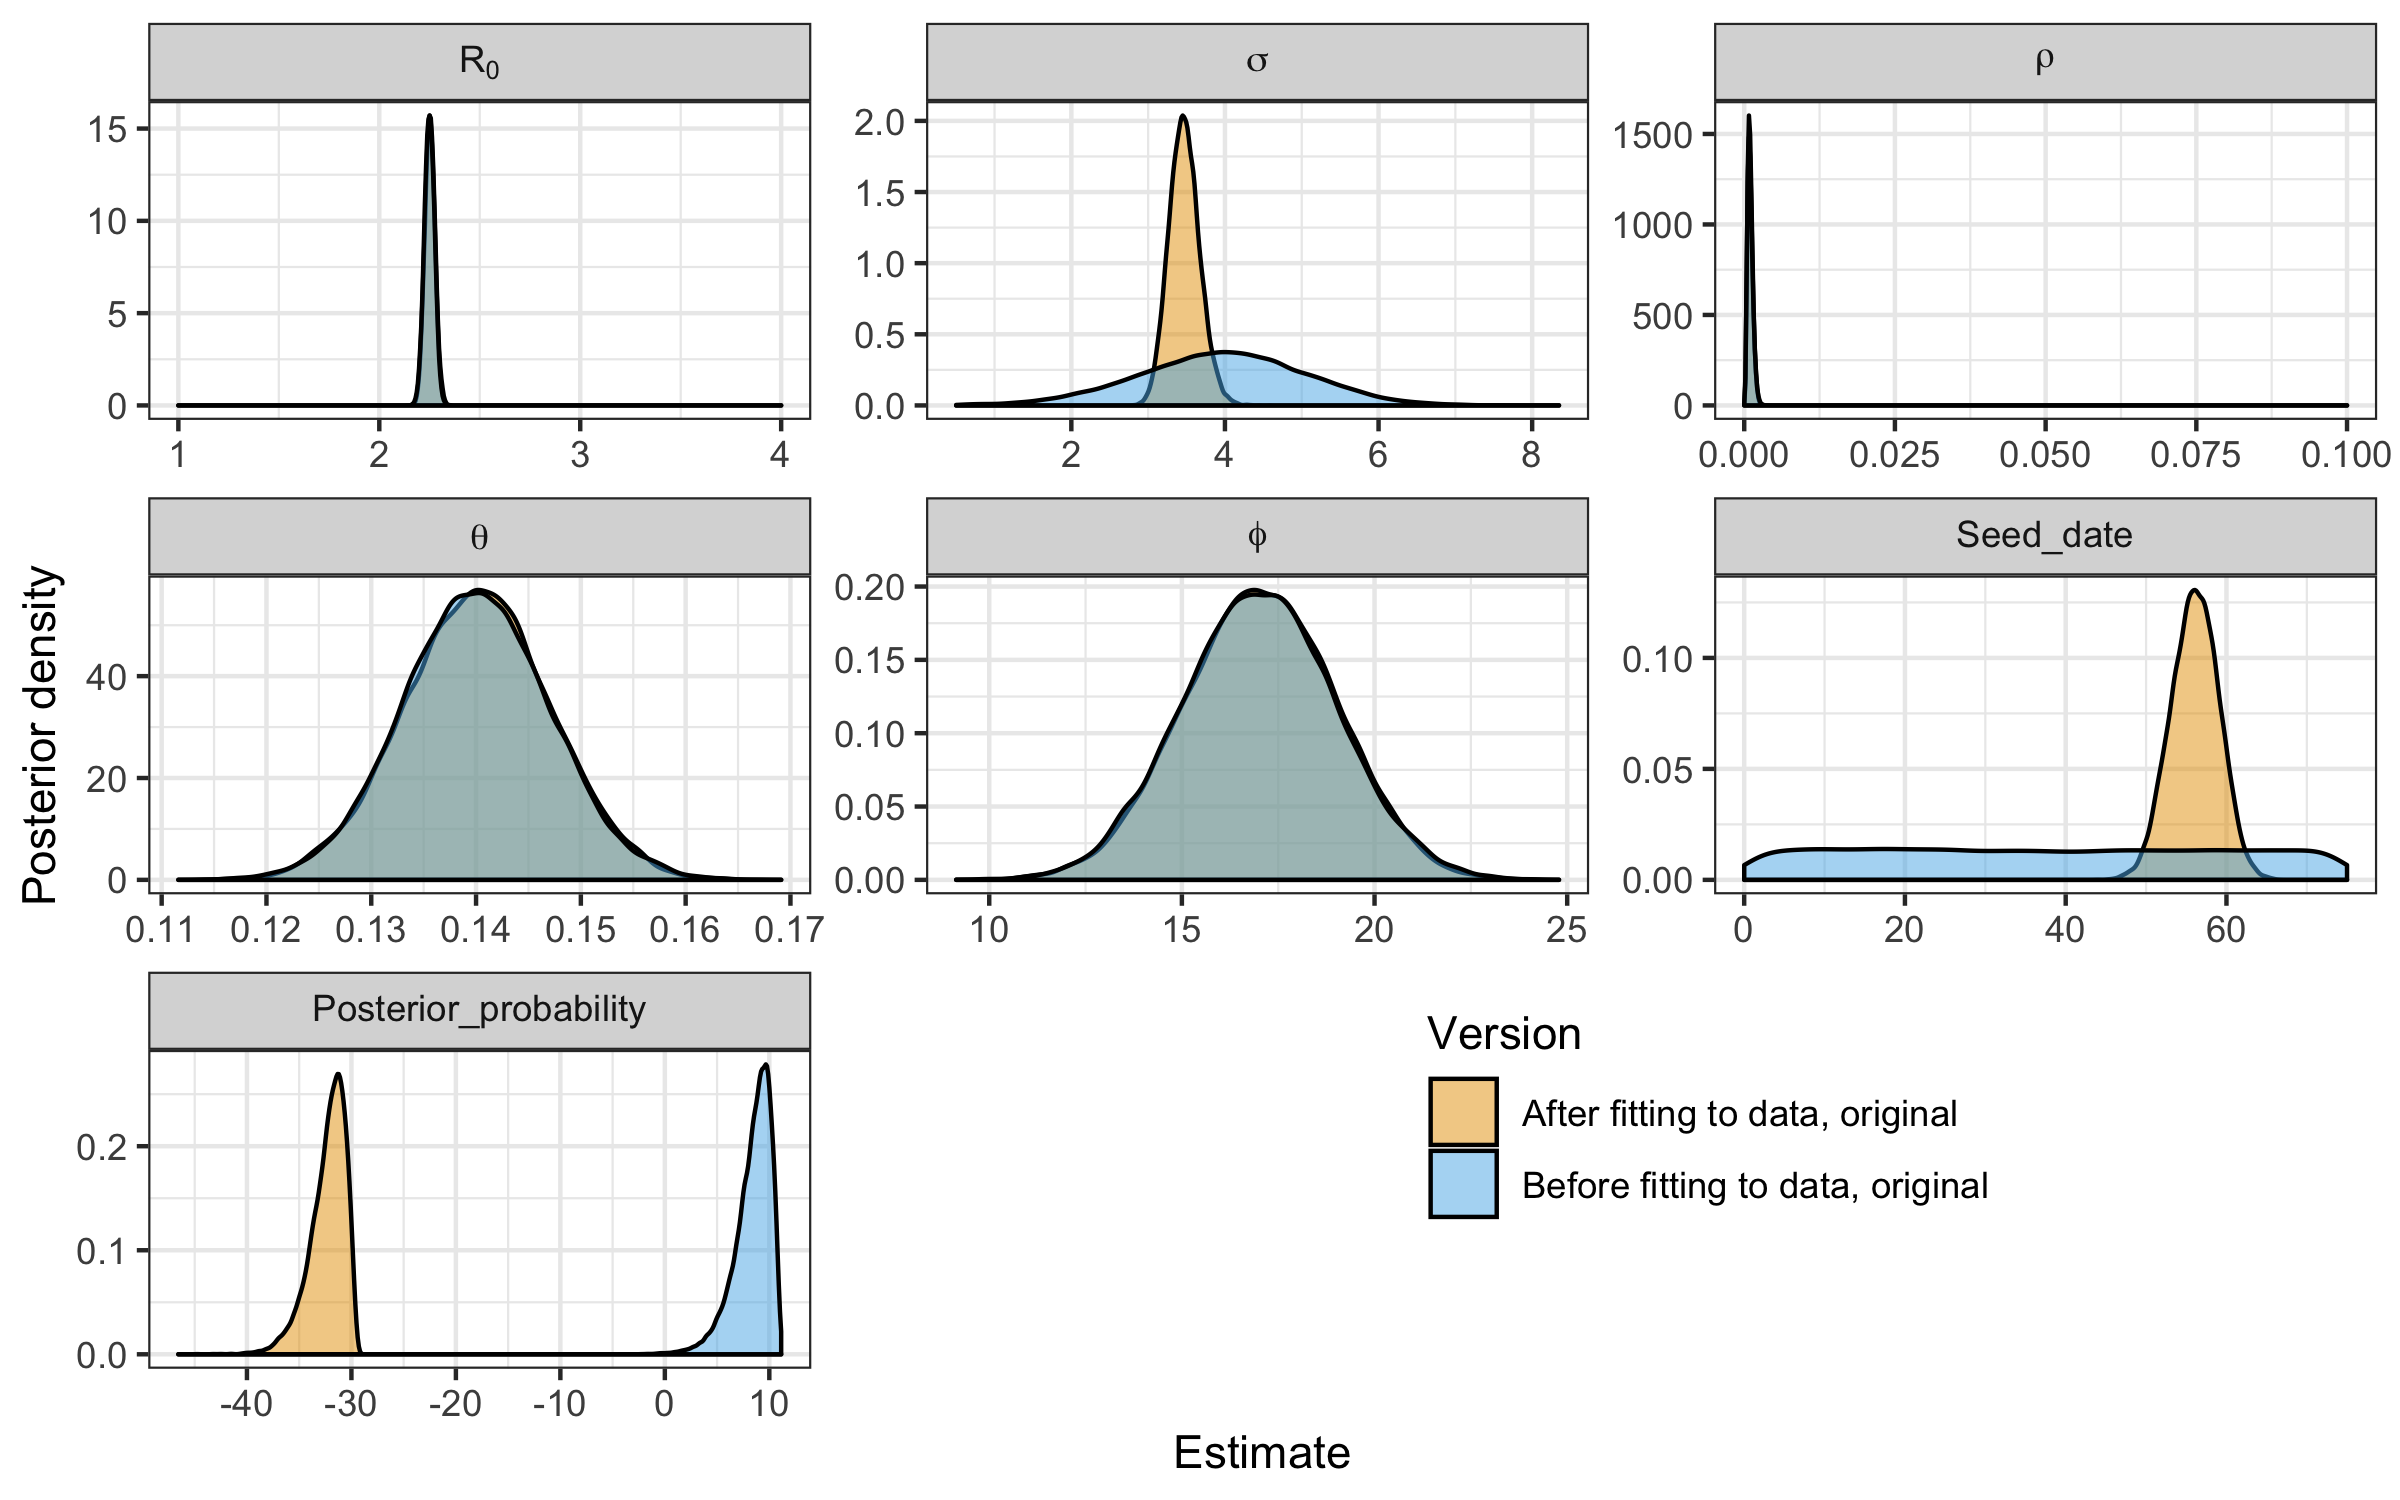 R₀ σ ρ
15 2.0 1500
10 1.5 1000
5 1.0 500
0 0.5 0
0.0
1 2 3 4 2 4 6 8 0.000 0.025 0.050 0.075 0.100
θ ϕ Seed_date
40 0.20 0.10
20 0.15 0.05
0 0.10 0.00
0.05
0.00
0.11 0.12 0.13 0.14 0.15 0.16 0.17 10 15 20 25 0 20 40 60
Posterior density
Posterior_probability
0.2
0.1
0.0
-40 -30 -20 -10 0 10
Version
After fitting to data, original
Before fitting to data, original
Estimate